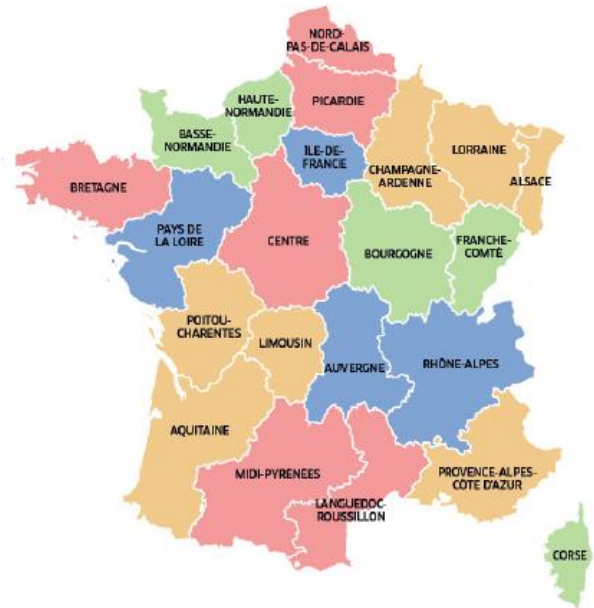 NORD-
PAS-DE-CALAIS
PICARDIE
HAUTE-
NORMANDIE
BASSE-
NORMANDIE
ÎLE-DE-
FRANCE
CHAMPAGNE-
ARDENNE
LORRAINE
ALSACE
BRETAGNE
PAYS DE
LA LOIRE
CENTRE
BOURGOGNE
FRANCHE-
COMTÉ
POITOU-
CHARENTES
LIMOUSIN
AUVERGNE
RHÔNE-ALPES
AQUITAINE
MIDI-PYRÉNÉES
LANGUEDOC-
ROUSSILLON
PROVENCE-ALPES-
CÔTE D'AZUR
CORSE